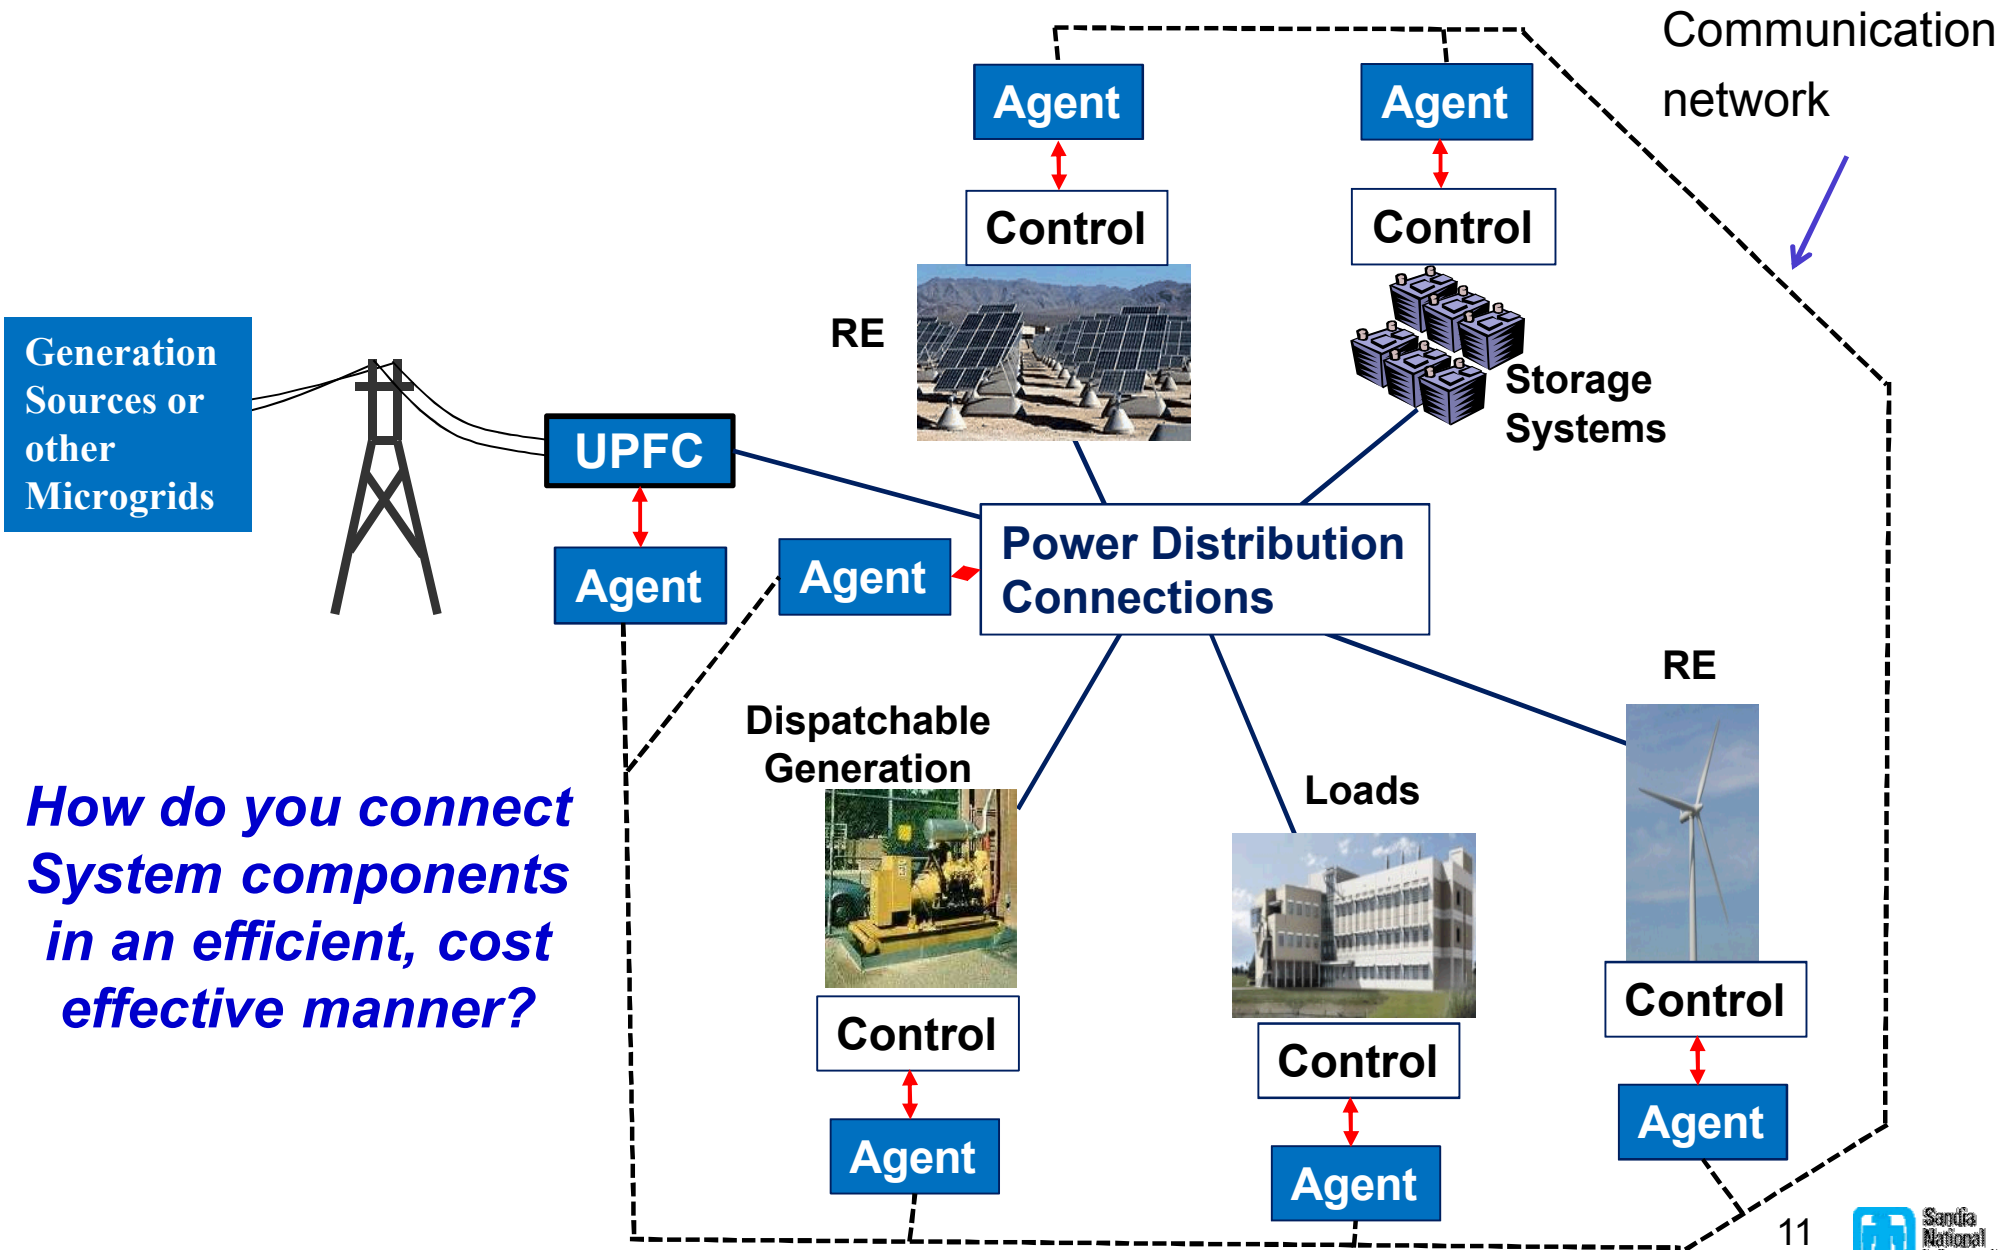 Communication
network
Agent
Agent
Control
Control
RE
Storage
Systems
Generation
Sources or
other
Microgrids
UPFC
Agent
Agent
Power Distribution
Connections
RE
Dispatchable
Generation
Loads
How do you connect
System components
in an efficient, cost
effective manner?
Control
Control
Control
Agent
Agent
Agent
11
Sandia
National